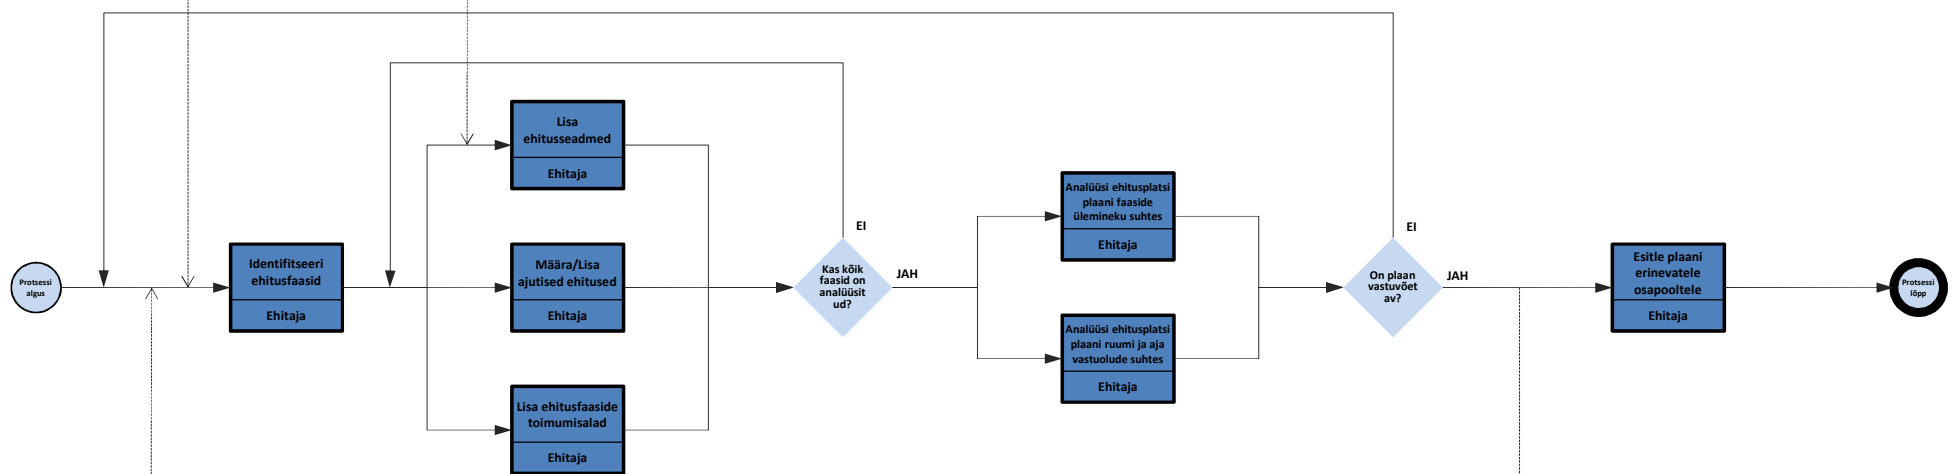 Protsessi
algus
Identifitseeri
ehitusfaasid
Ehitaja
Lisa
ehitusseadmed
Ehitaja
Määra/Lisa
ajutised ehitused
Ehitaja
Lisa ehitusfaaside
toimumisalad
Ehitaja
EI
Kas kõik
faasid on
analüüsit
ud?
JAH
Analüüsi ehitusplatsi
plaani faaside
ülemineku suhtes
Ehitaja
Analüüsi ehitusplatsi
plaani ruumi ja aja
vastuolude suhtes
Ehitaja
EI
On plaan
vastuvõet
av?
JAH
Esitle plaani
erinevatele
osapooltele
Ehitaja
Protsessi
lõpp